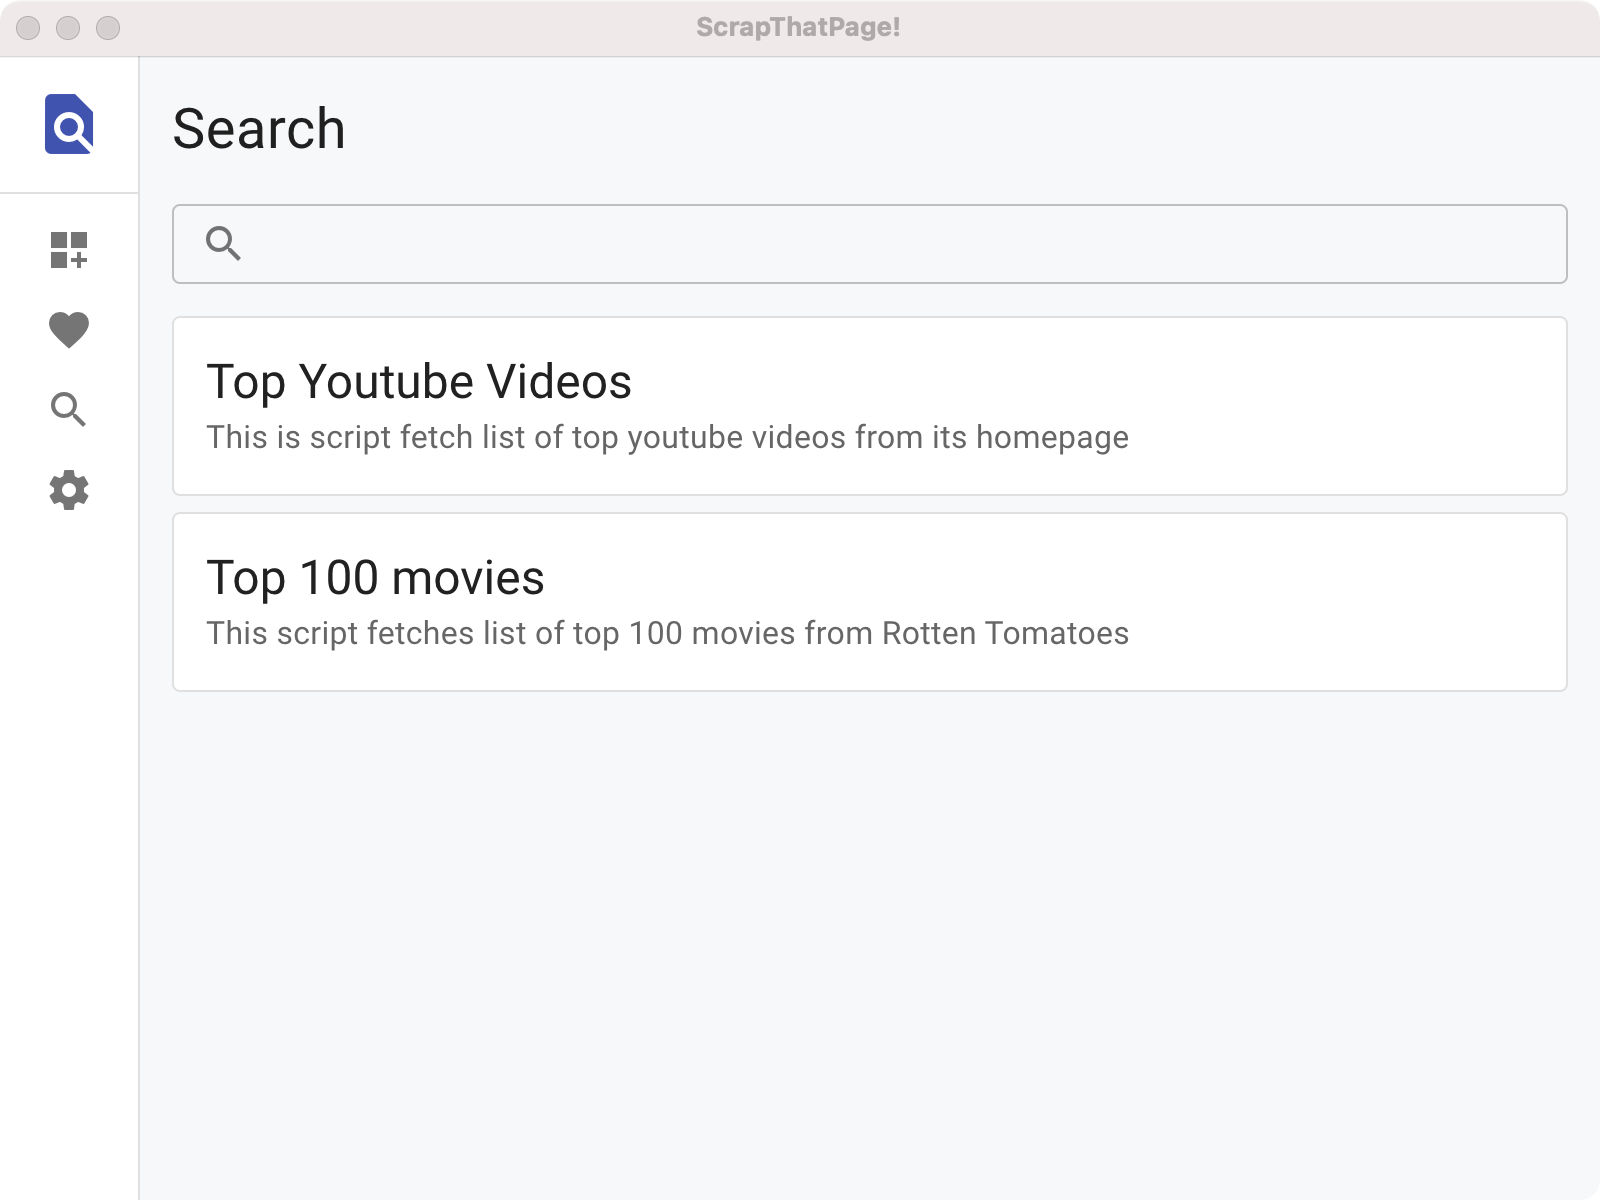 ScrapThatPage!
Search
Top Youtube Videos
This is script fetch list of top youtube videos from its homepage
Top 100 movies
This script fetches list of top 100 movies from Rotten Tomatoes